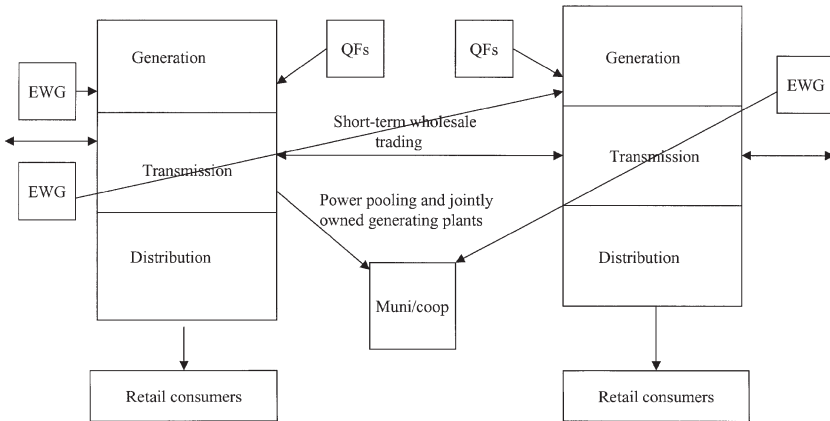 QFs
QFs
Generation
Generation
EWG
EWG
Short-term wholesale
trading
Transmission
Transmission
EWG
Power pooling and jointly
owned generating plants
Distribution
Distribution
Muni/coop
Retail consumers
Retail consumers